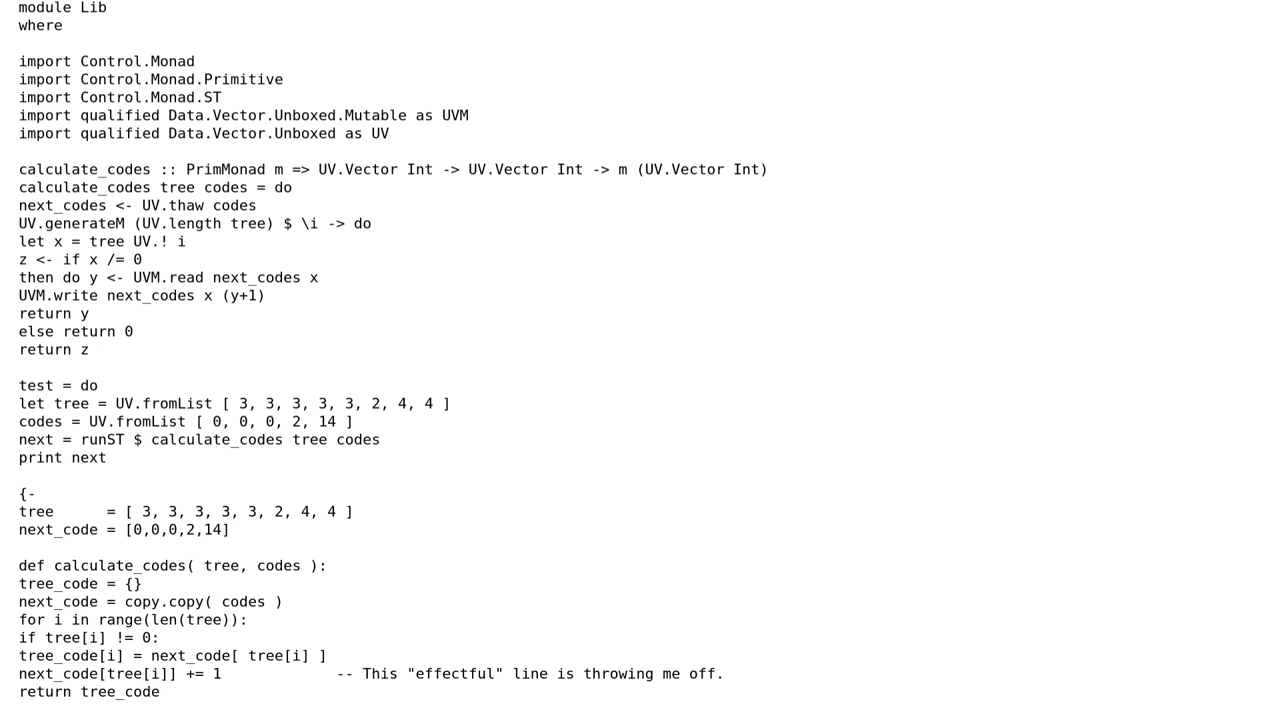 module Lib
where

import Control.Monad
import Control.Monad.Primitive
import Control.Monad.ST
import qualified Data.Vector.Unboxed.Mutable as UVM
import qualified Data.Vector.Unboxed as UV

calculate_codes :: PrimMonad m => UV.Vector Int -> UV.Vector Int -> m (UV.Vector Int)
calculate_codes tree codes = do
next_codes <- UV.thaw codes
UV.generateM (UV.length tree) $ \i -> do
let x = tree UV.! i
z <- if x /= 0
then do y <- UVM.read next_codes x
UVM.write next_codes x (y+1)
return y
else return 0
return z

test = do
let tree = UV.fromList [ 3, 3, 3, 3, 3, 2, 4, 4 ]
codes = UV.fromList [ 0, 0, 0, 2, 14 ]
next = runST $ calculate_codes tree codes
print next

{-
tree      = [ 3, 3, 3, 3, 3, 2, 4, 4 ]
next_code = [0,0,0,2,14]

def calculate_codes( tree, codes ):
tree_code = {}
next_code = copy.copy( codes )
for i in range(len(tree)):
if tree[i] != 0:
tree_code[i] = next_code[ tree[i] ]
next_code[tree[i]] += 1             -- This "effectful" line is throwing me off.
return tree_code